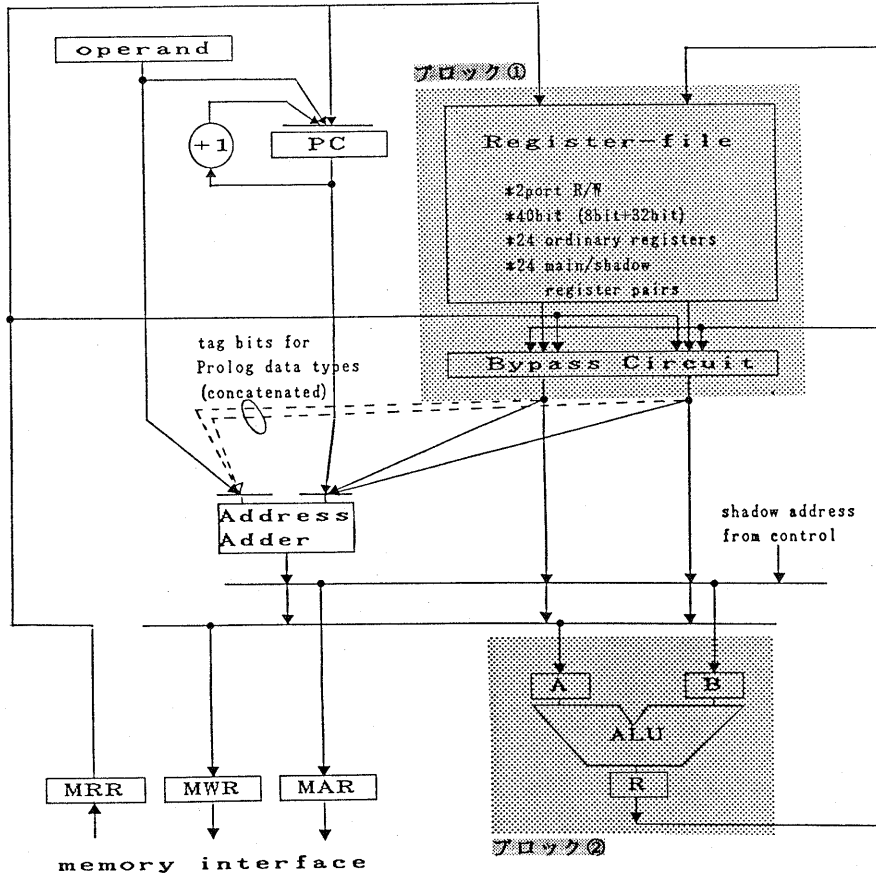 operand
ブロック①
+1
PC
Register-file
*2port R/W
*40bit (8bit+32bit)
*24 ordinary registers
*24 main/shadow
register pairs
tag bits for
Prolog data types
(concatenated)
Bypass Circuit
Address
Adder
shadow address
from control
A
B
ALU
R
MRR
MWR
MAR
ブロック②
memory interface